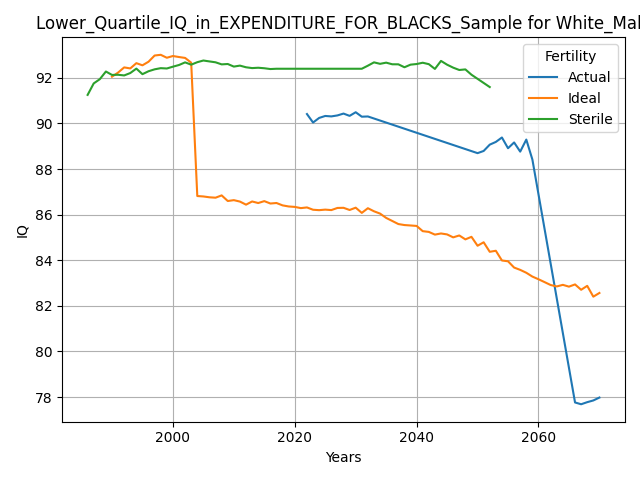 Lower_Quartile_IQ_in_EXPENDITURE_FOR_BLACKS_Sample for White_Mal
Fertility
Actual
Ideal
Sterile
92
90
88
86
84
82
80
78
IQ
2000
2020
2040
2060
Years